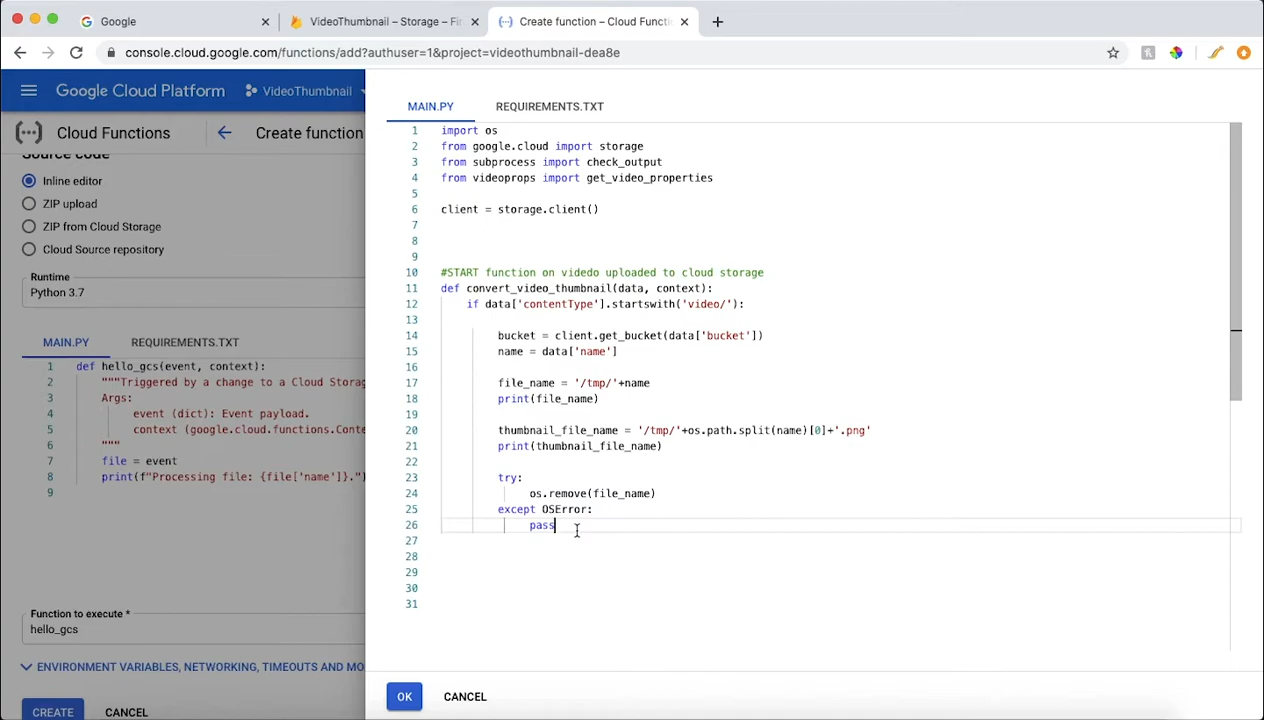 Google
VideoThumbnail – Storage – Fi
Create function – Cloud Functi
console.cloud.google.com/functions/add?authuser=1&project=videothumbnail-dea8e
Google Cloud Platform
VideoThumbnail
Cloud Functions
Create function
Source code
Inline editor
ZIP upload
ZIP from Cloud Storage
Cloud Source repository
Runtime
Python 3.7
MAIN.PY
REQUIREMENTS.TXT
1 def hello_gcs(event, context):
2 """Triggered by a change to a Cloud Storag
3 Args:
4 event (dict): Event payload.
5 context (google.cloud.functions.Conte
6 """
7 file = event
8 print(f"Processing file: {file['name']}.")
9
Function to execute *
hello_gcs
ENVIRONMENT VARIABLES, NETWORKING, TIMEOUTS AND MO
CREATE
CANCEL
MAIN.PY
REQUIREMENTS.TXT
1 import os
2 from google.cloud import storage
3 from subprocess import check_output
4 from videoprops import get_video_properties
5
6 client = storage.client()
7
8
9
10 #START function on videdo uploaded to cloud storage
11 def convert_video_thumbnail(data, context):
12 if data['contentType'].startswith('video/'):
13
14 bucket = client.get_bucket(data['bucket'])
15 name = data['name']
16
17 file_name = '/tmp/'+name
18 print(file_name)
19
20 thumbnail_file_name = '/tmp/'+os.path.split(name)[0]+'.png'
21 print(thumbnail_file_name)
22
23 try:
24 os.remove(file_name)
25 except OSError:
26 pass
27
28
29
30
31
OK
CANCEL